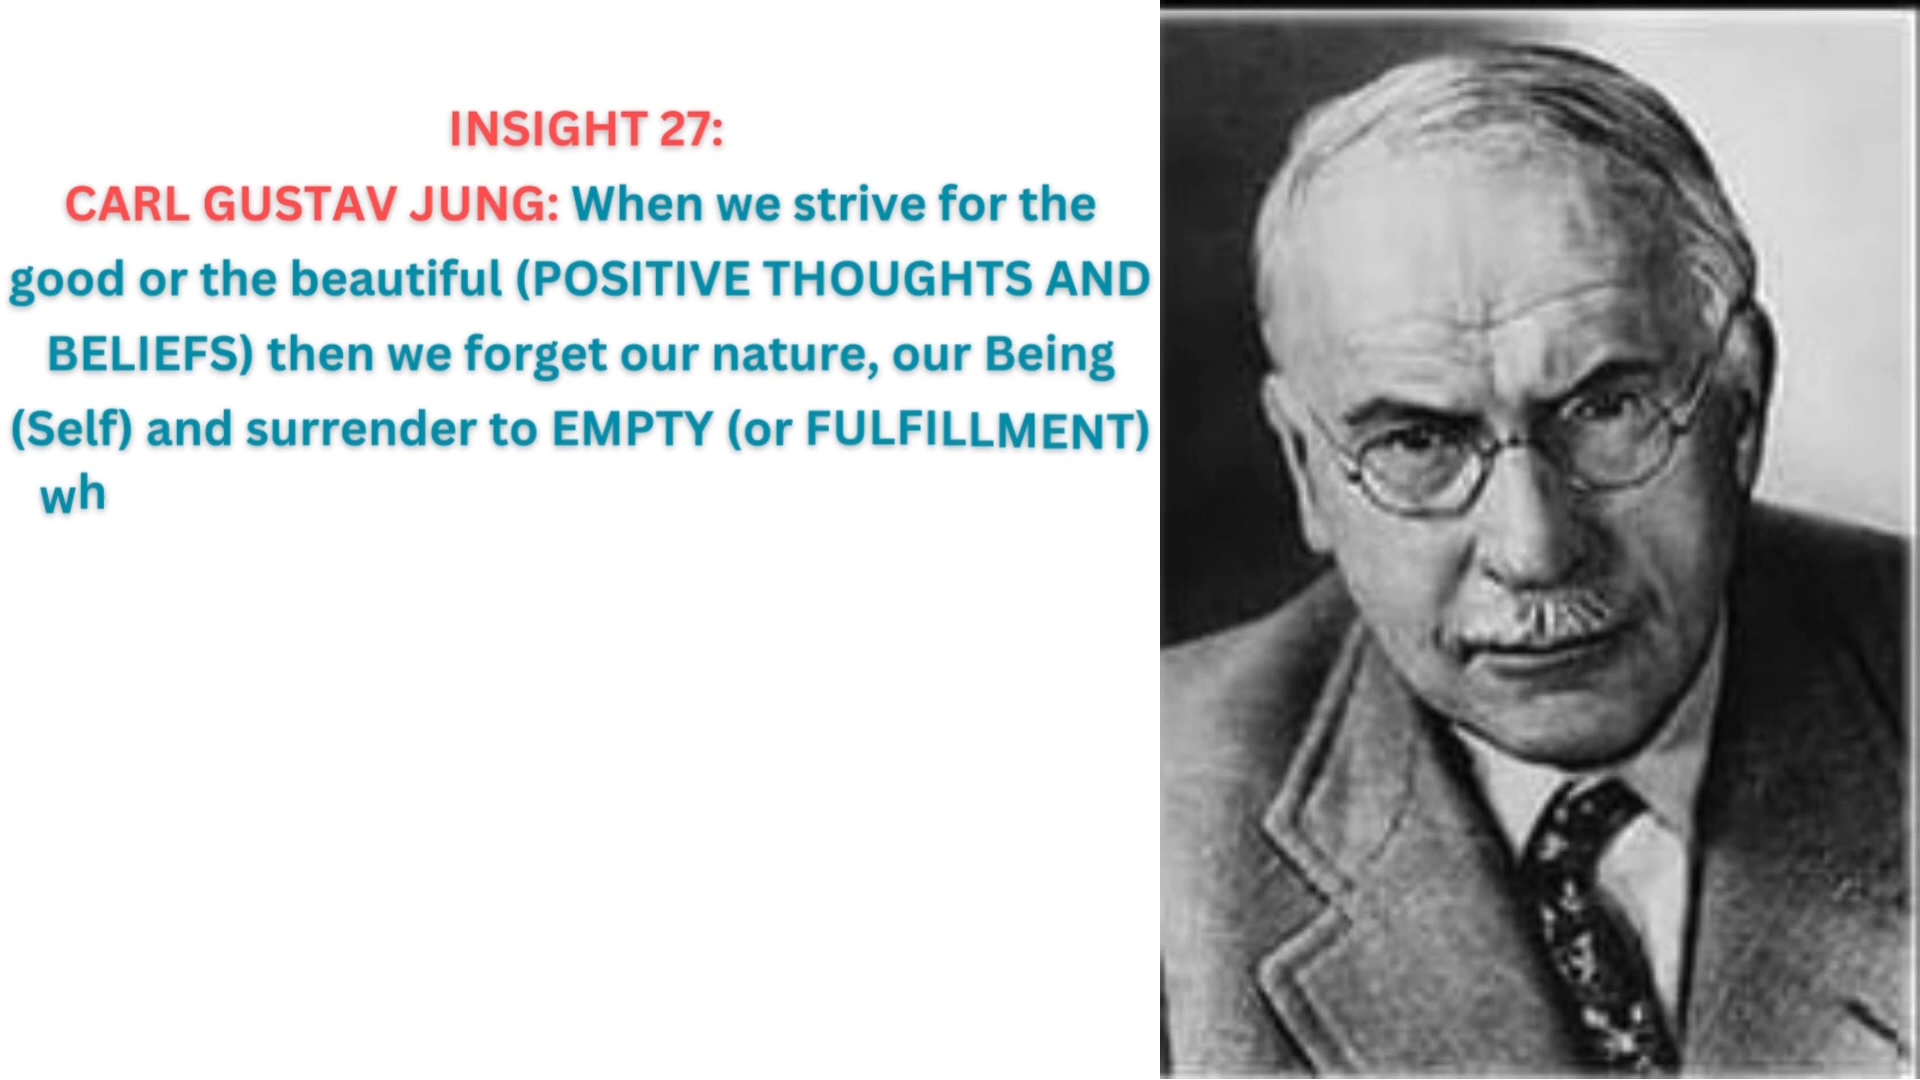 INSIGHT 27:
CARL GUSTAV JUNG: When we strive for the
good or the beautiful (POSITIVE THOUGHTS AND
BELIEFS) then we forget our nature, our Being
(Self) and surrender to EMPTY (or FULFILLMENT)
wh